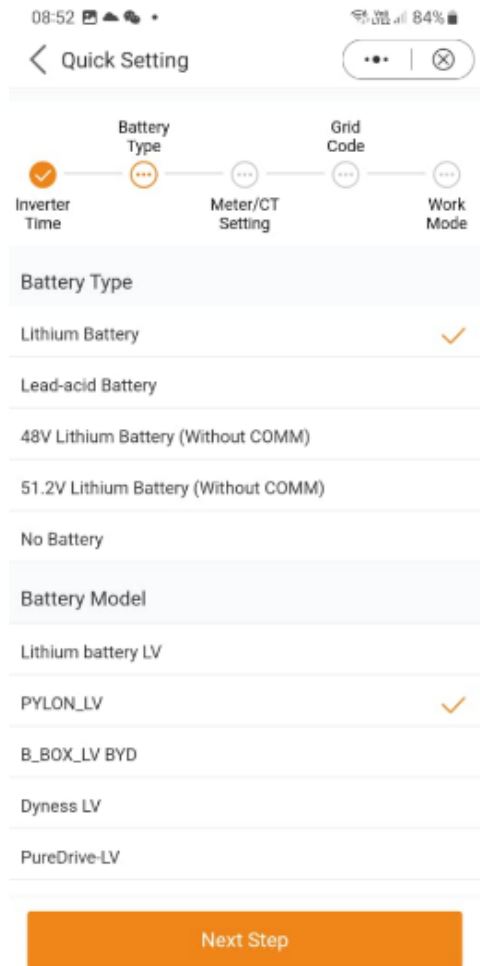 08:52
84%
Quick Setting
Battery
Type
Grid
Code
Inverter
Time
Meter/CT
Setting
Work
Mode
Battery Type
Lithium Battery
Lead-acid Battery
48V Lithium Battery (Without COMM)
51.2V Lithium Battery (Without COMM)
No Battery
Battery Model
Lithium battery LV
PYLON_LV
B_BOX_LV BYD
Dyness LV
PureDrive-LV
Next Step